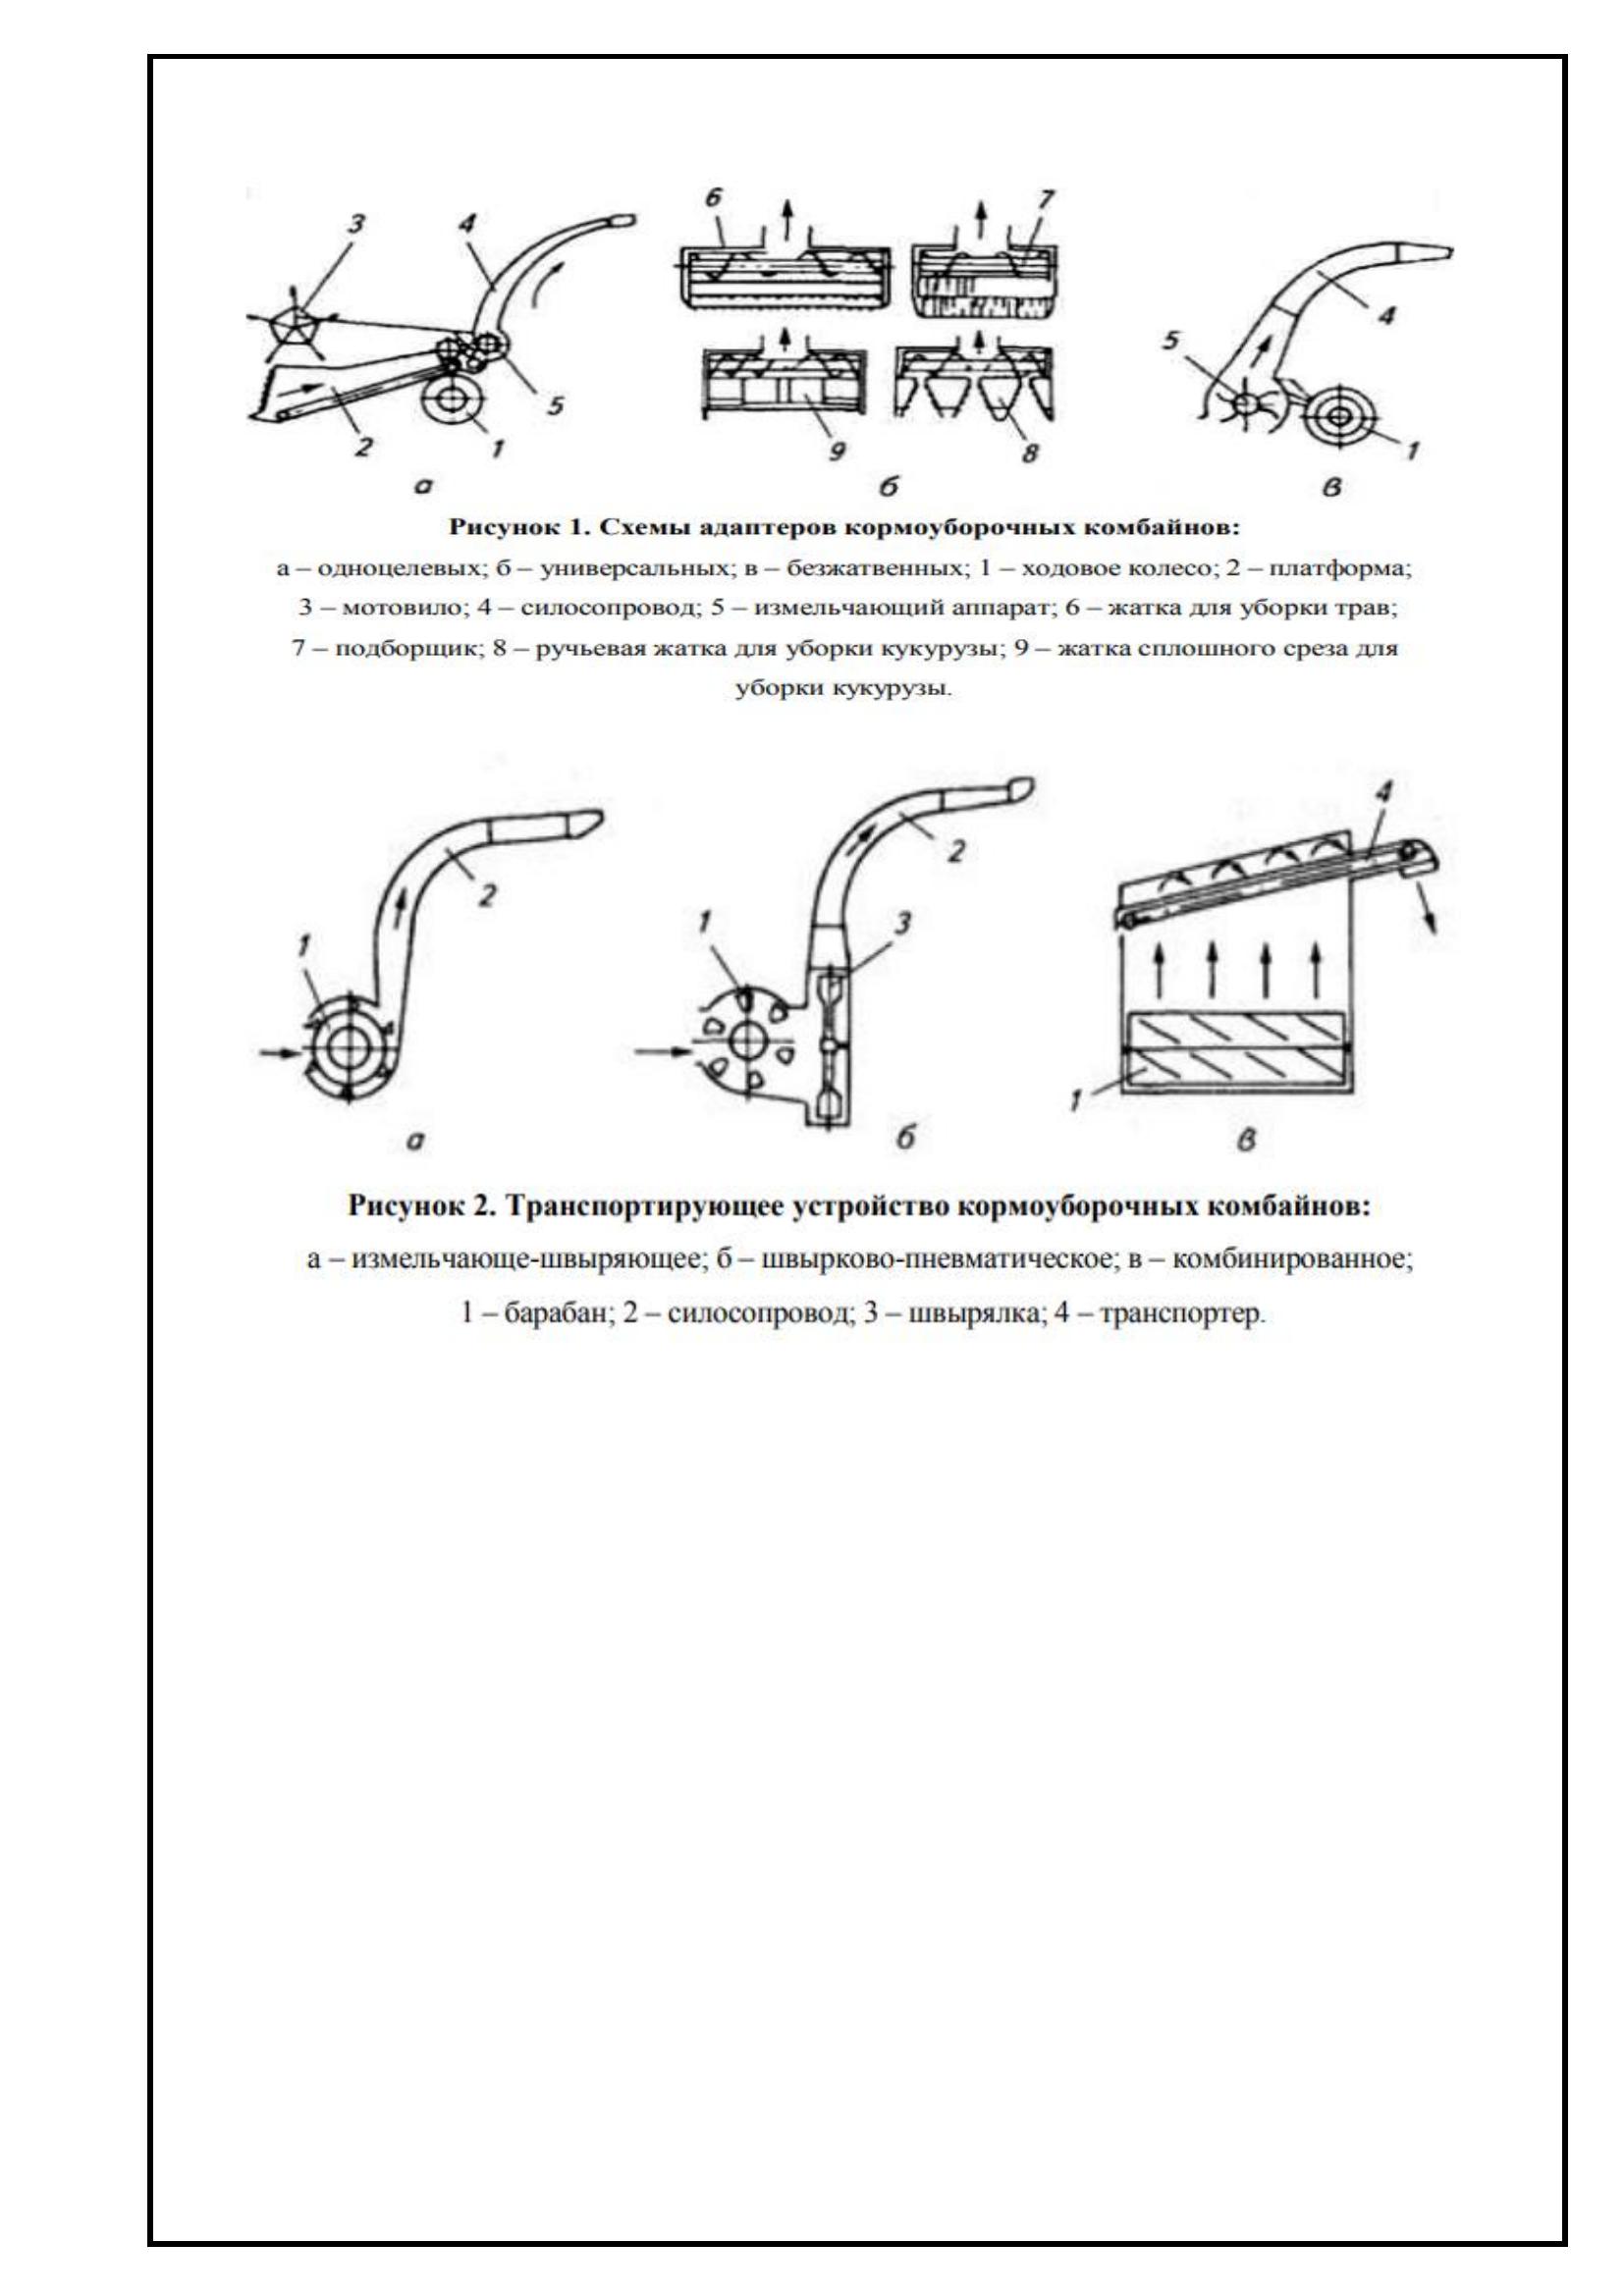 6 7
3 4
4
5
5
2 1 9 8 1
а б в
Рисунок 1. Схемы адаптеров кормоуборочных комбайнов:
а – одноцелевых; б – универсальных; в – безжатвенных; 1 – ходовое колесо; 2 – платформа;
3 – мотовило; 4 – силосопровод; 5 – измельчающий аппарат; 6 – жатка для уборки трав;
7 – подборщик; 8 – ручьевая жатка для уборки кукурузы; 9 – жатка сплошного среза для
уборки кукурузы.
4
2
2
1 1 3
1
а б в
Рисунок 2. Транспортирующее устройство кормоуборочных комбайнов:
а – измельчающе-швыряющее; б – швырково-пневматическое; в – комбинированное;
1 – барабан; 2 – силосопровод; 3 – швырялка; 4 – транспортер.